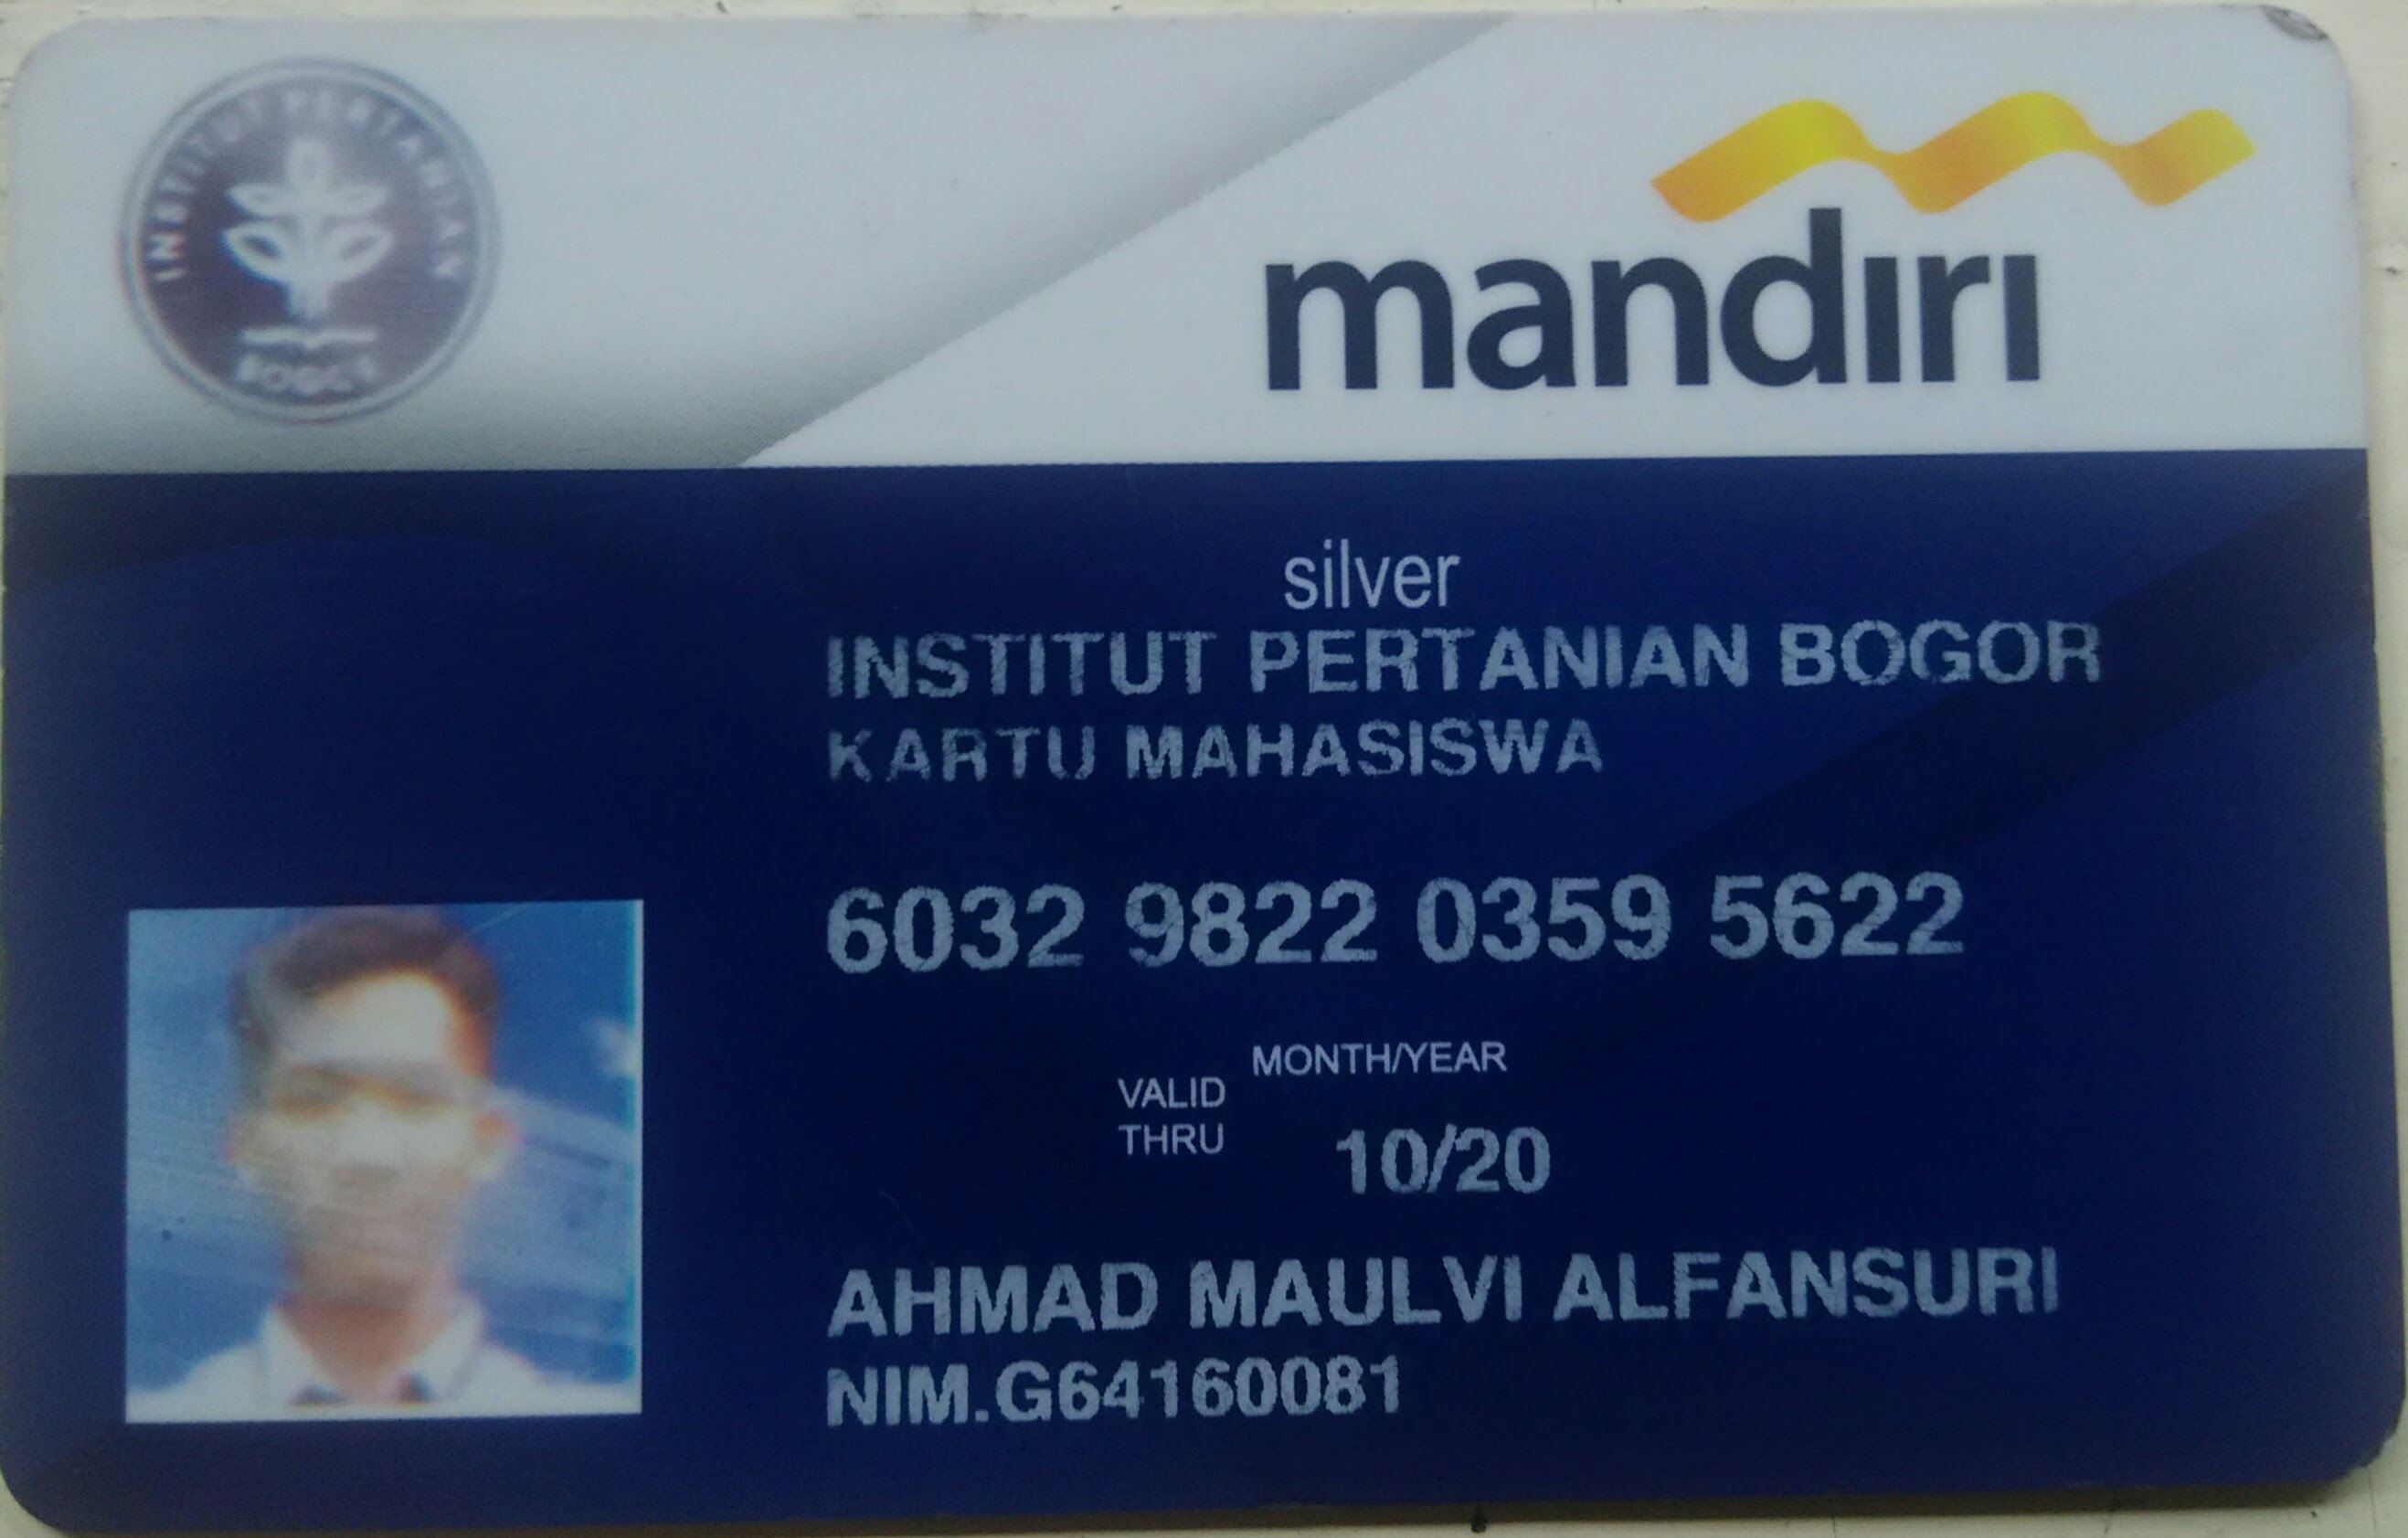 INSTITUT PERTANIAN
BOGOR
mandırı
silver
INSTITUT PERTANIAN BOGOR
KARTU MAHASISWA
6032 9822 0359 5622
MONTH/YEAR
VALID
THRU
10/20
AHMAD MAULVI ALFANSURI
NIM.G64160081